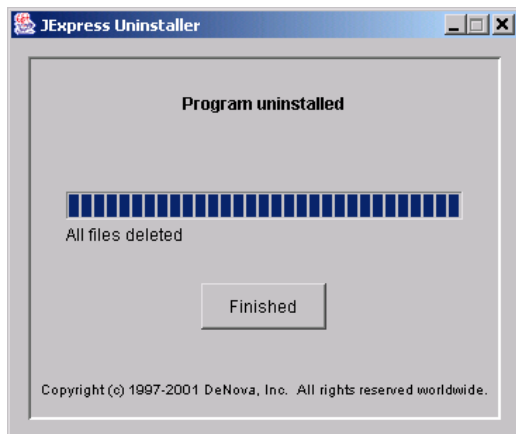 JExpress Uninstaller
Program uninstalled
All files deleted
Finished
Copyright (c) 1997-2001 DeNova, Inc. All rights reserved worldwide.